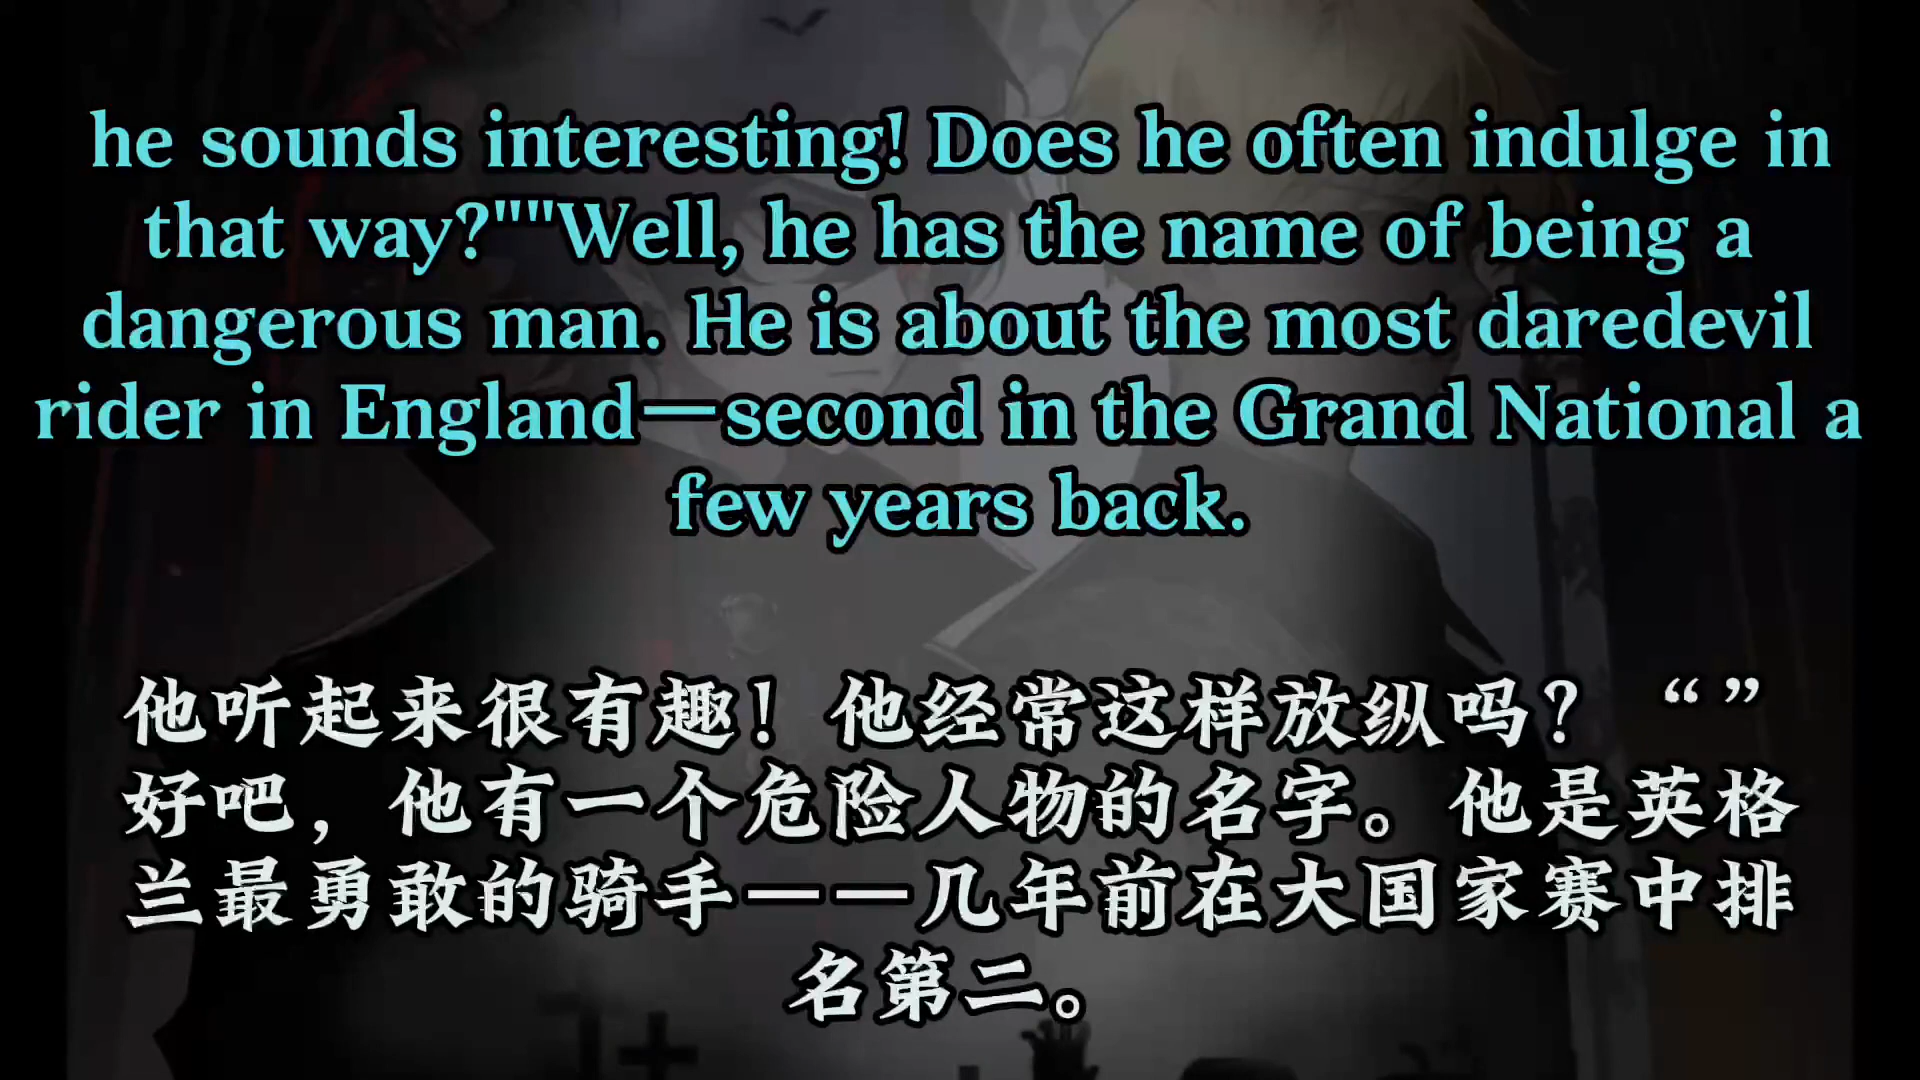 he sounds interesting! Does he often indulge in
that way?""Well, he has the name of being a
dangerous man. He is about the most daredevil
rider in England—second in the Grand National a
few years back.
他听起来很有趣！他经常这样放纵吗？“”
好吧，他有一个危险人物的名字。他是英格
兰最勇敢的骑手——几年前在大国家赛中排
名第二。